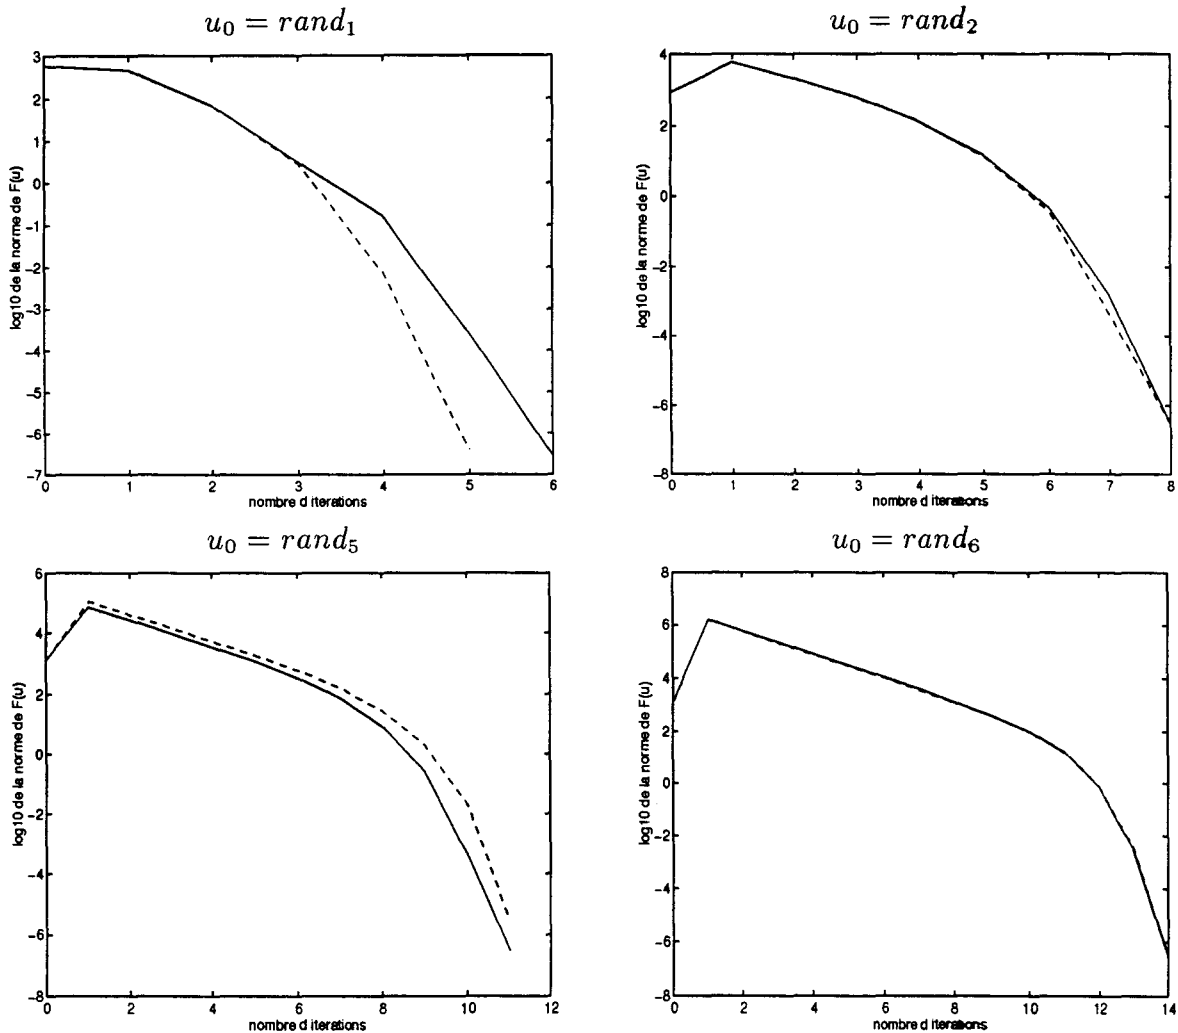 u₀ = rand₁
u₀ = rand₂
3
2
1
0
−1
−2
−3
−4
−5
−6
−7
log10 de la norme de F(u)
0 1 2 3 4 5 6
nombre d iterations
4
2
0
−2
−4
−6
−8
log10 de la norme de F(u)
0 1 2 3 4 5 6 7 8
nombre d iterations
u₀ = rand₅
u₀ = rand₆
6
4
2
0
−2
−4
−6
−8
log10 de la norme de F(u)
0 2 4 6 8 10 12
nombre d iterations
8
6
4
2
0
−2
−4
−6
−8
log10 de la norme de F(u)
0 2 4 6 8 10 12 14
nombre d iterations